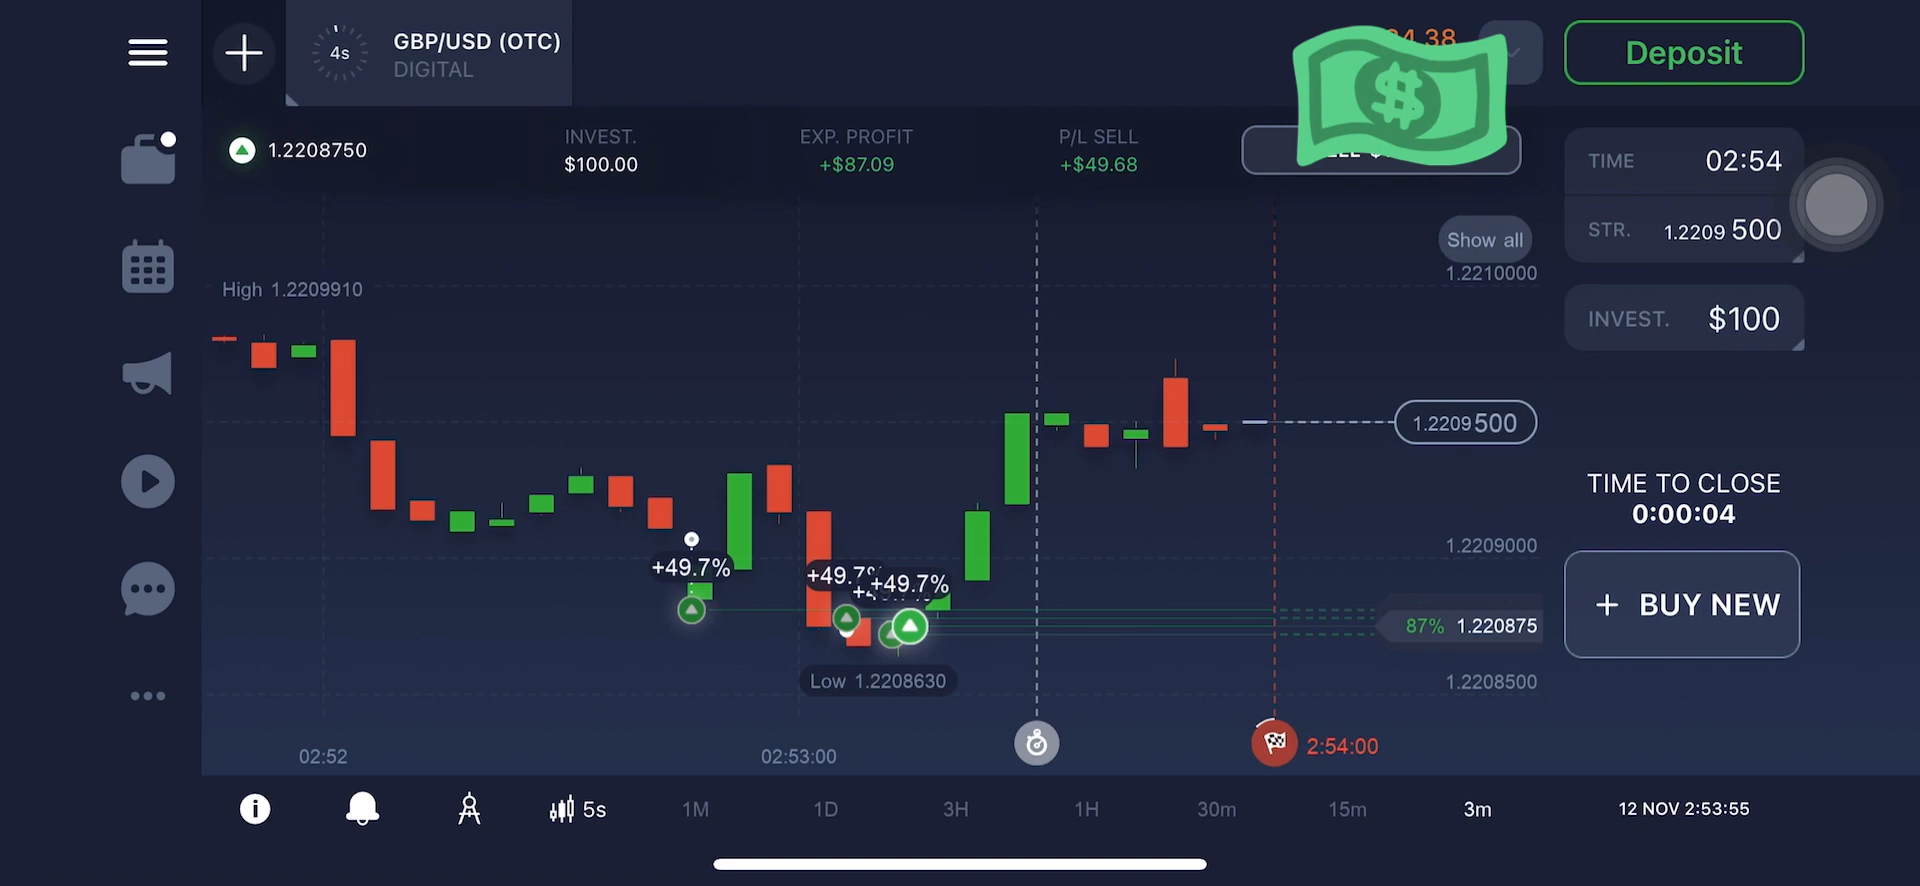 4s
GBP/USD (OTC)
DIGITAL
Deposit
1.2208750
INVEST.
$100.00
EXP. PROFIT
+$87.09
P/L SELL
+$49.68
TIME 02:54
STR. 1.2209 500
INVEST. $100
Show all
1.2210000
High 1.2209910
1.2209 500
TIME TO CLOSE
0:00:04
1.2209000
+49.7%
+49.7%
+49.7%
+ BUY NEW
87% 1.220875
Low 1.2208630
1.2208500
02:52
02:53:00
2:54:00
5s
1M
1D
3H
1H
30m
15m
3m
12 NOV 2:53:55